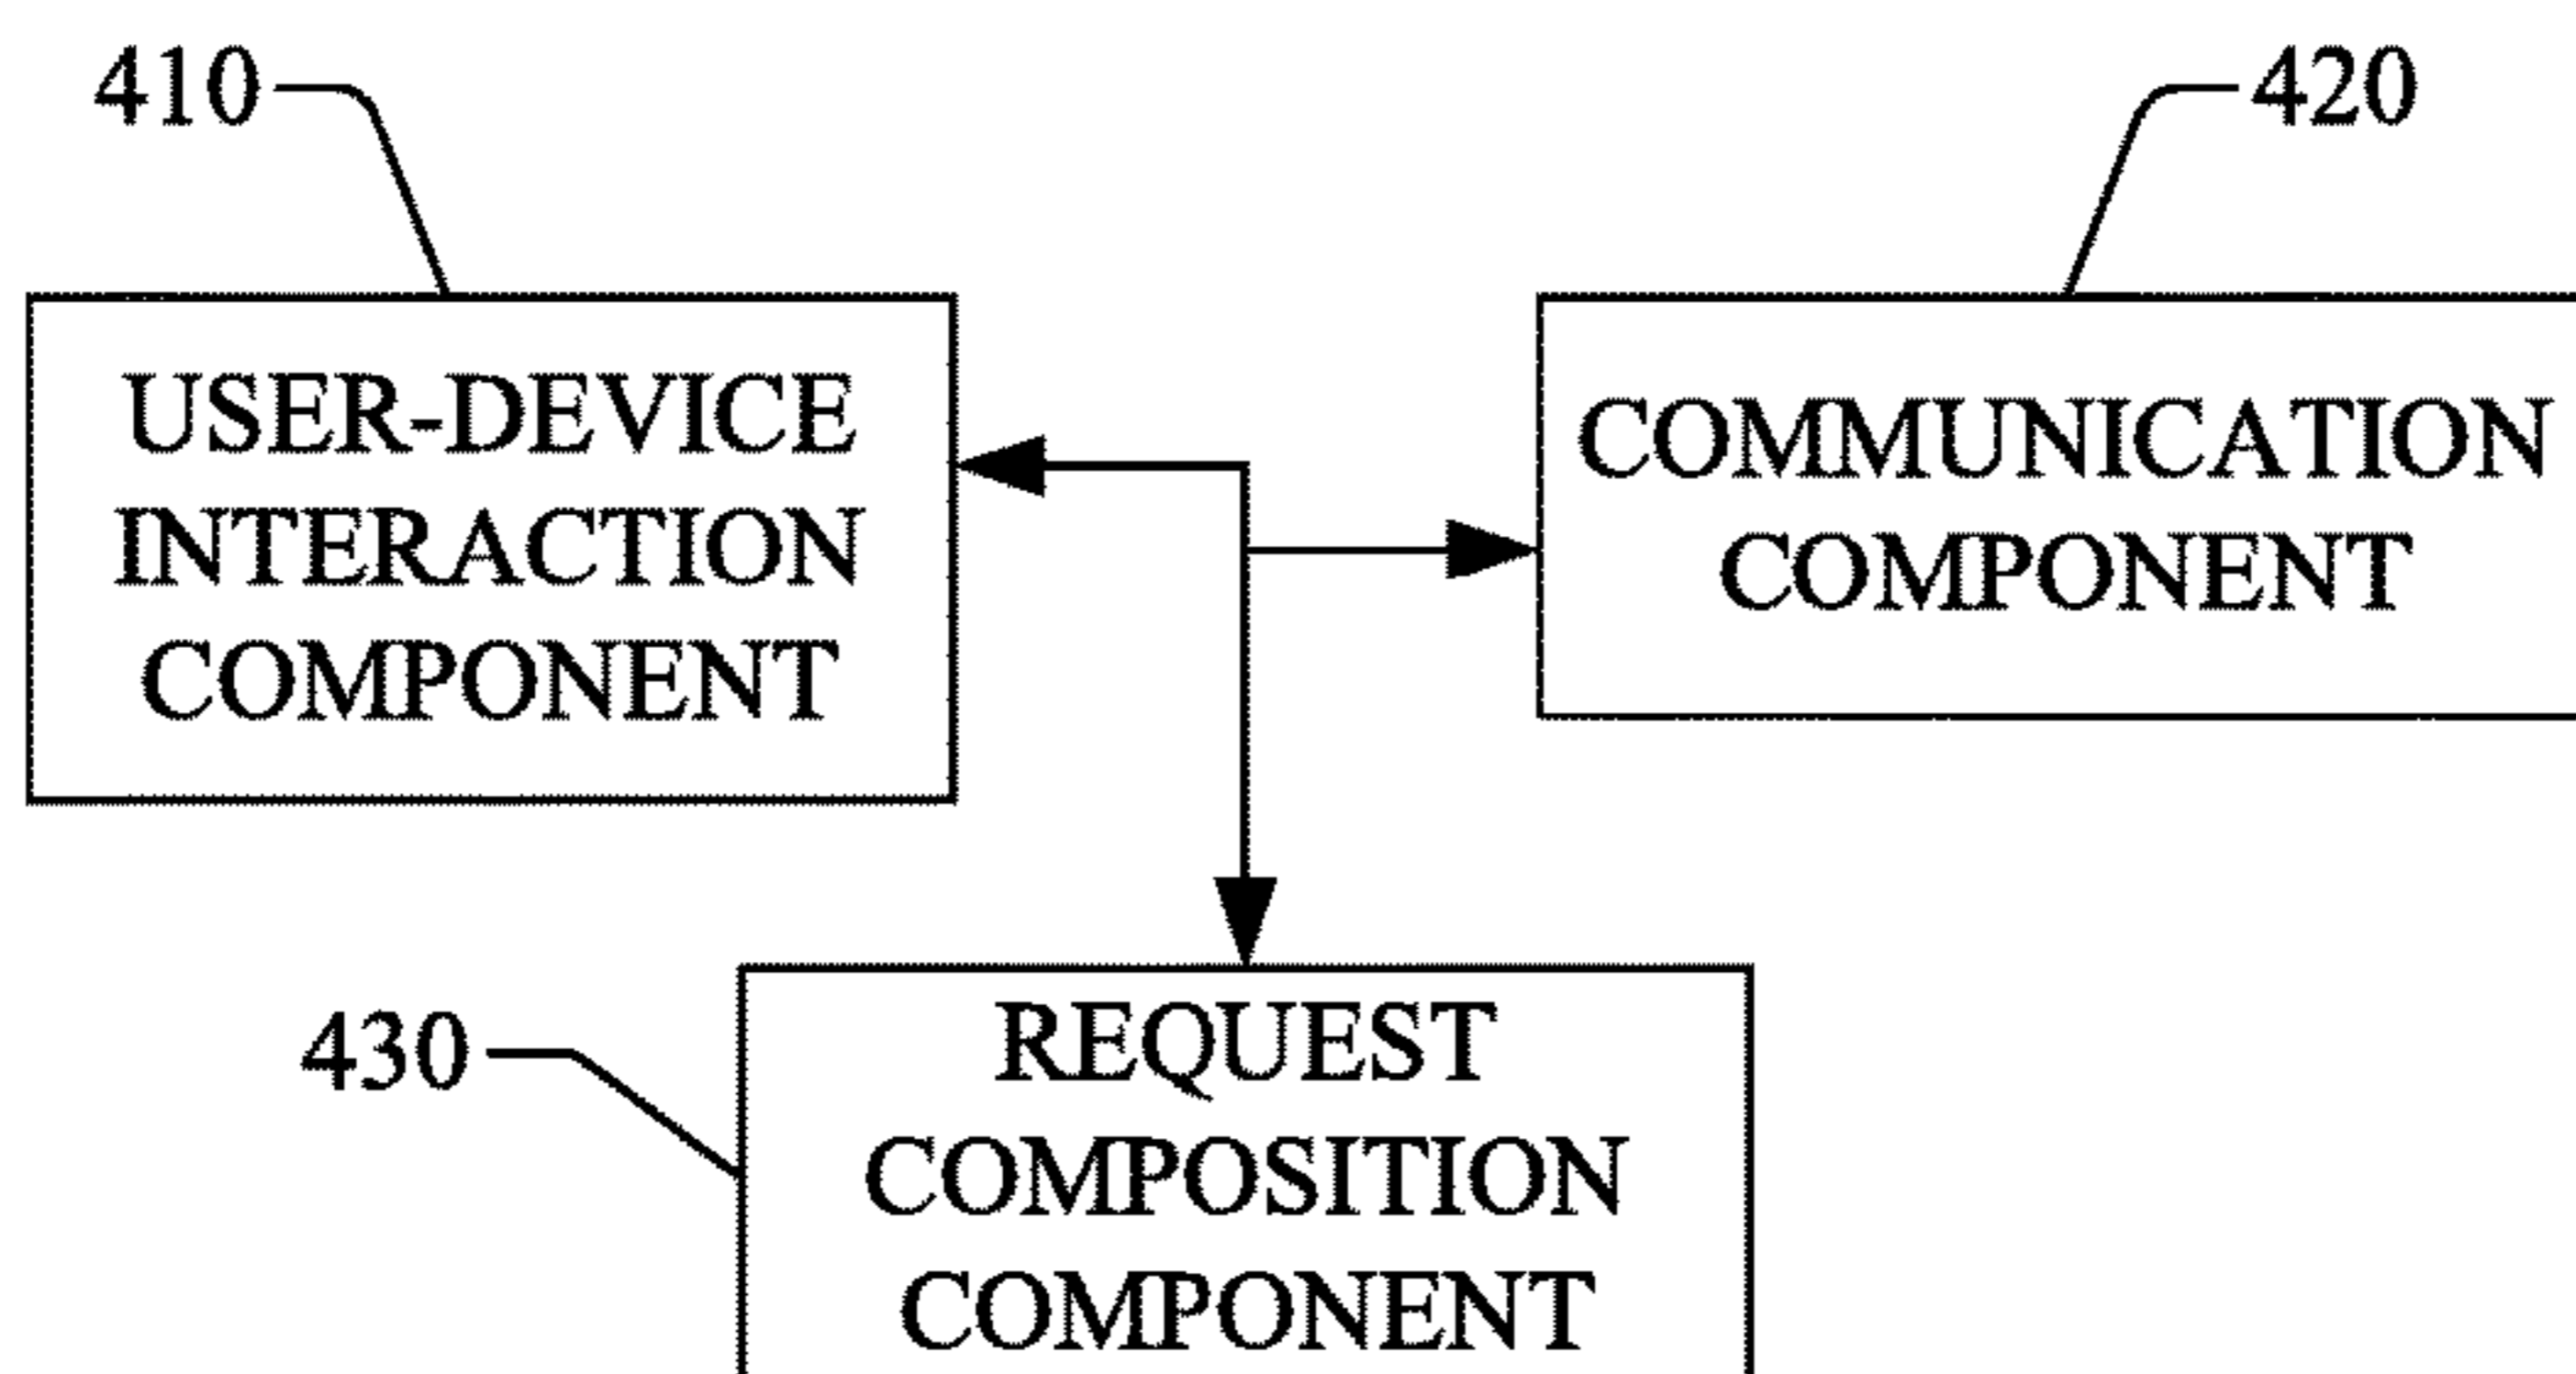 410
420
USER-DEVICE
INTERACTION
COMPONENT
COMMUNICATION
COMPONENT
430
REQUEST
COMPOSITION
COMPONENT